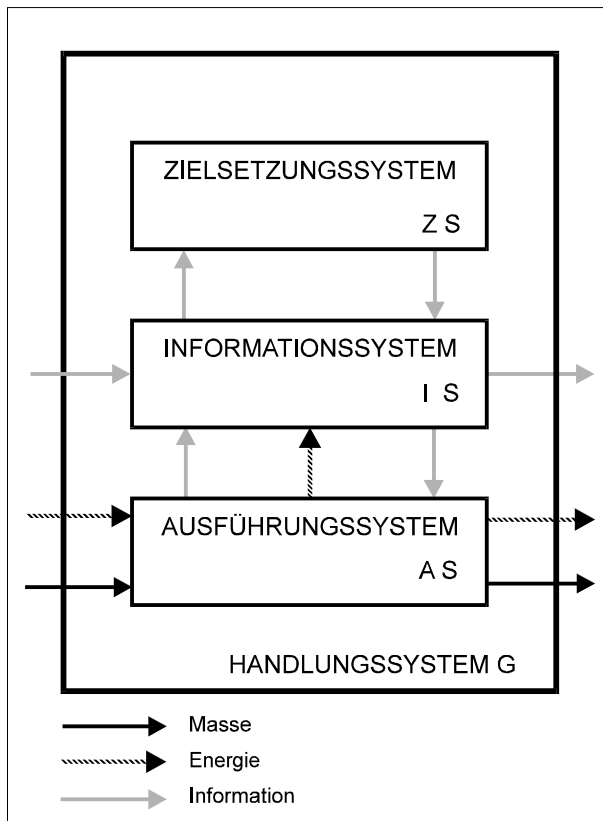 ZIELSETZUNGSSYSTEM
Z S
INFORMATIONSSYSTEM
I S
AUSFÜHRUNGSSYSTEM
A S
HANDLUNGSSYSTEM G
Masse
Energie
Information